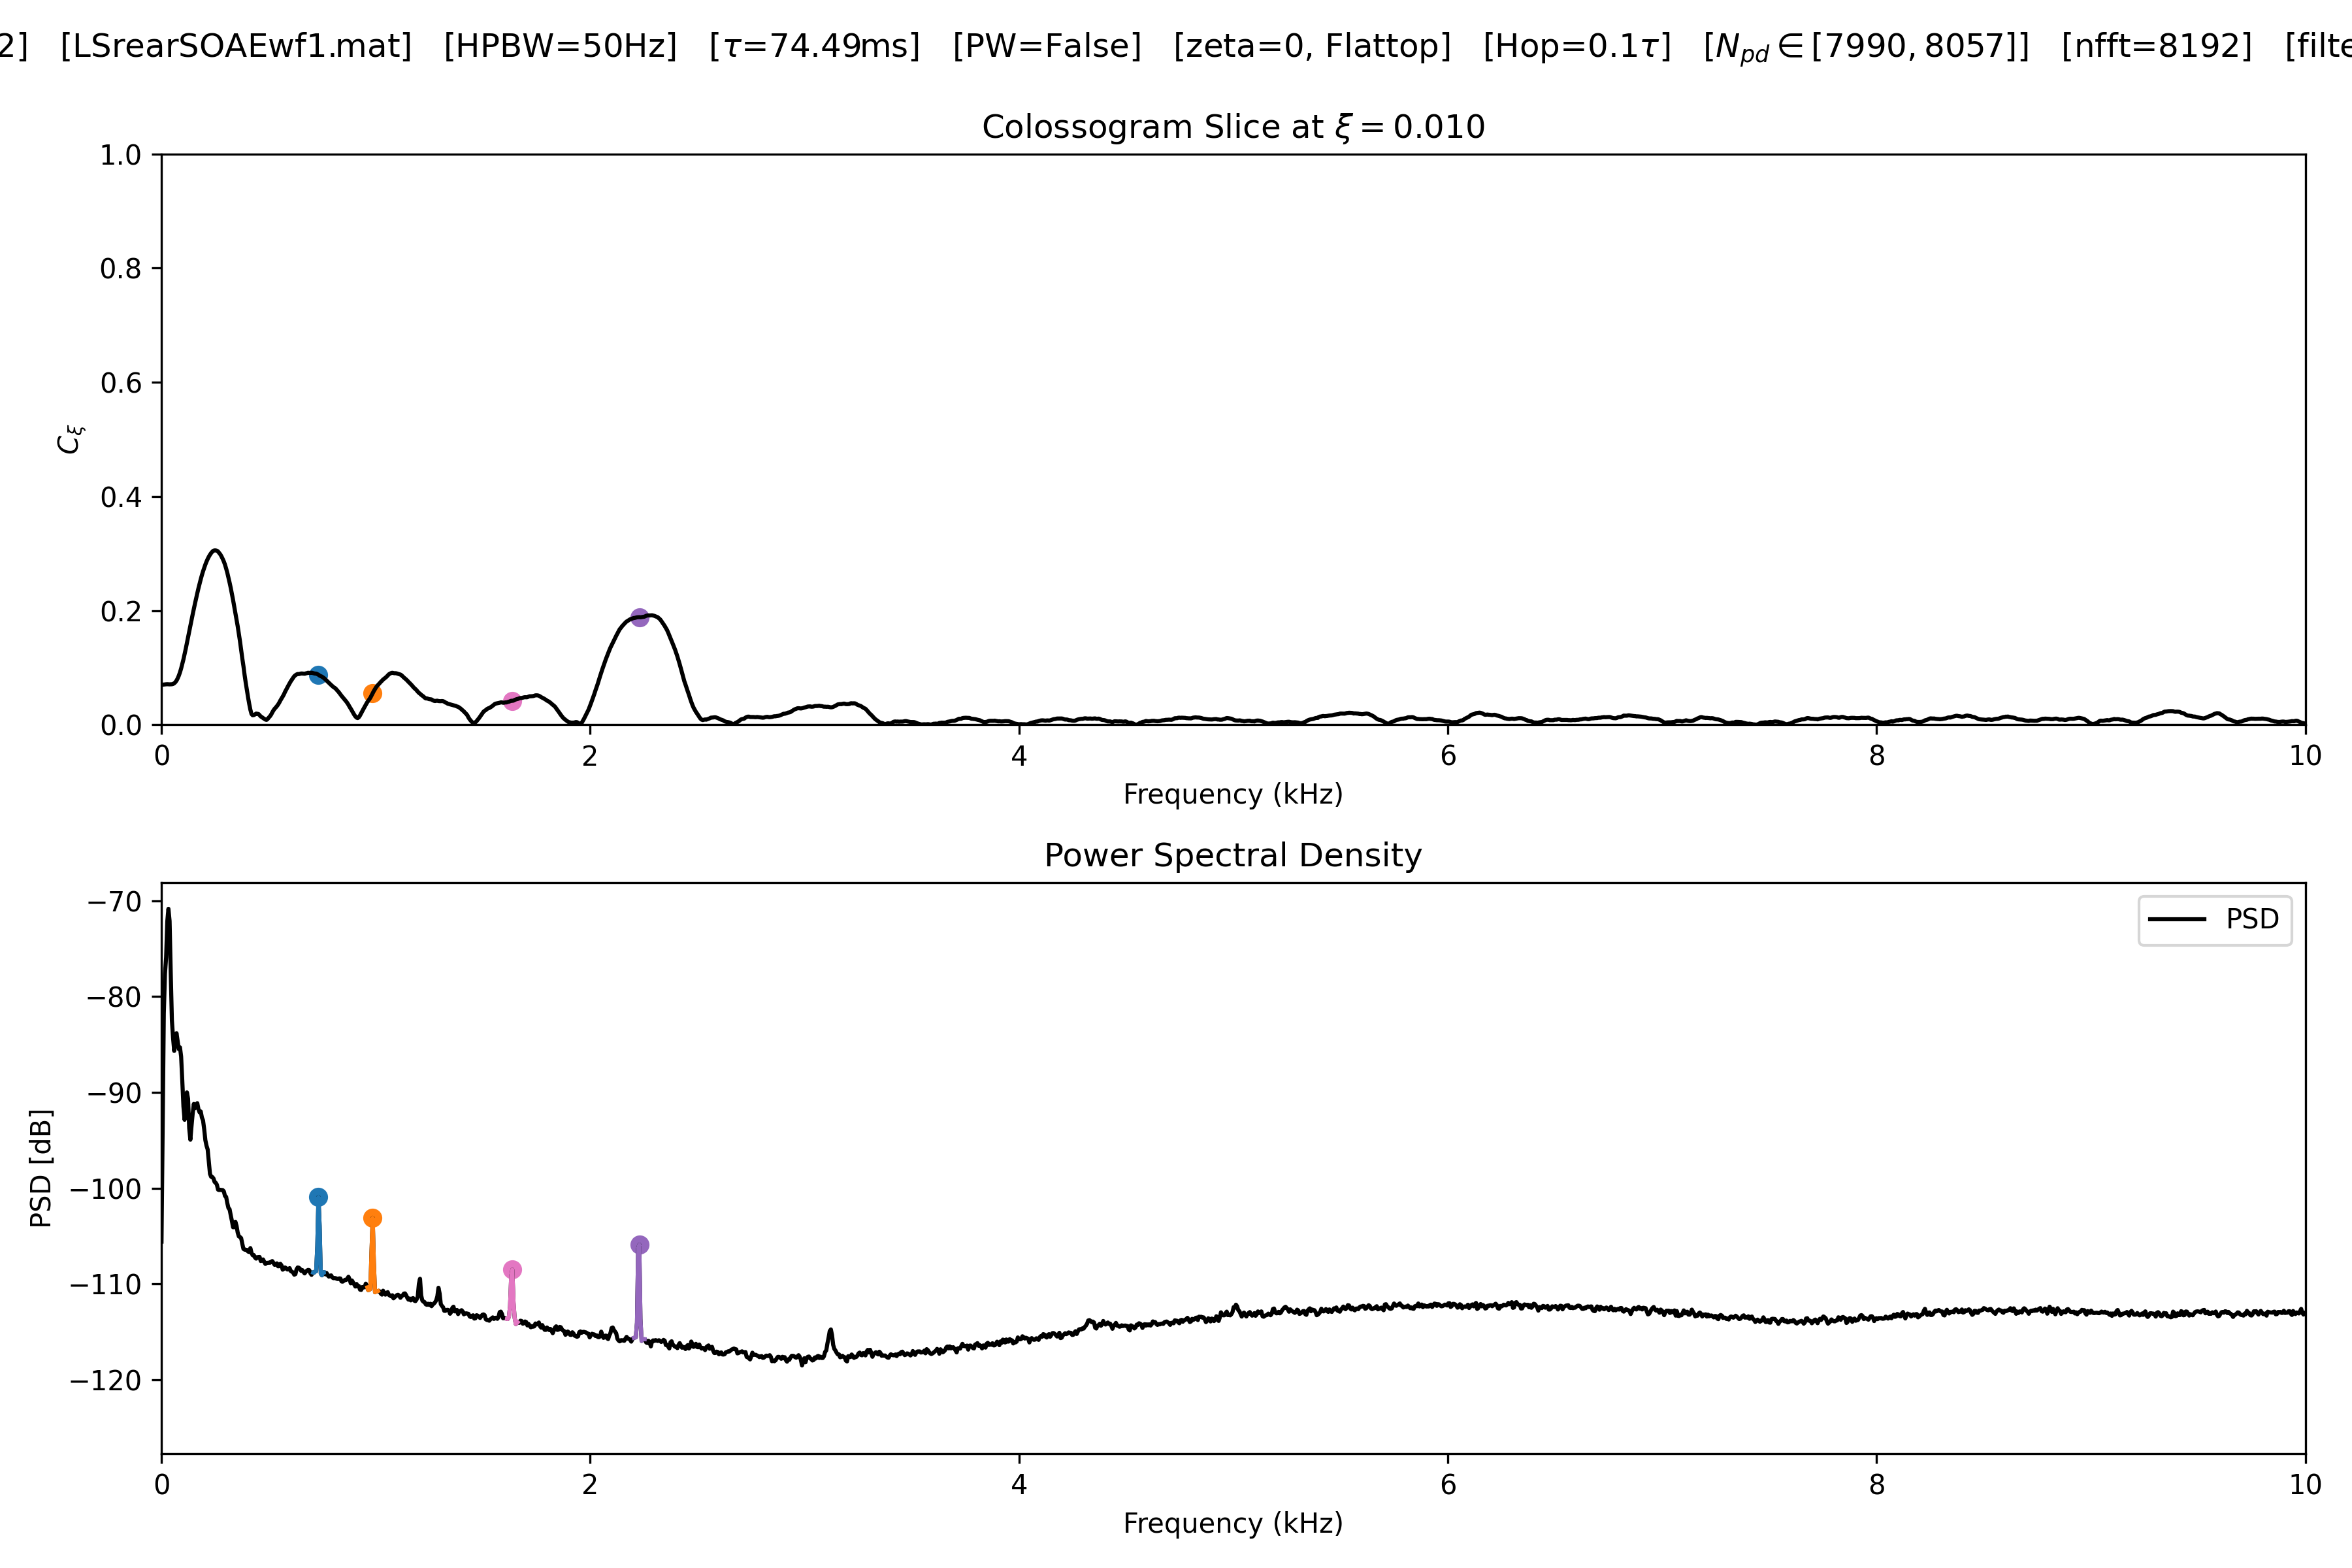 2] [LSrearSOAEwf1.mat] [HPBW=50Hz] [τ=74.49ms] [PW=False] [zeta=0, Flattop] [Hop=0.1τ] [N_pd ∈ [7990, 8057]] [nfft=8192] [filte
Colossogram Slice at ξ = 0.010
1.0
0.8
0.6
0.4
0.2
0.0
C_ξ
0 2 4 6 8 10
Frequency (kHz)
Power Spectral Density
PSD
−70
−80
−90
−100
−110
−120
PSD [dB]
0 2 4 6 8 10
Frequency (kHz)